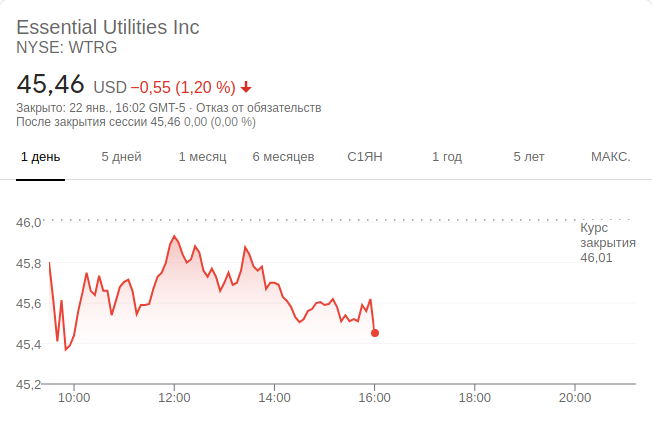 Essential Utilities Inc
NYSE: WTRG
45,46 USD −0,55 (1,20 %)
Закрыто: 22 янв., 16:02 GMT-5 · Отказ от обязательств
После закрытия сессии 45,46 0,00 (0,00 %)
1 день 5 дней 1 месяц 6 месяцев С1ЯН 1 год 5 лет МАКС.
46,0
Курс
закрытия
46,01
45,8
45,6
45,4
45,2
10:00 12:00 14:00 16:00 18:00 20:00